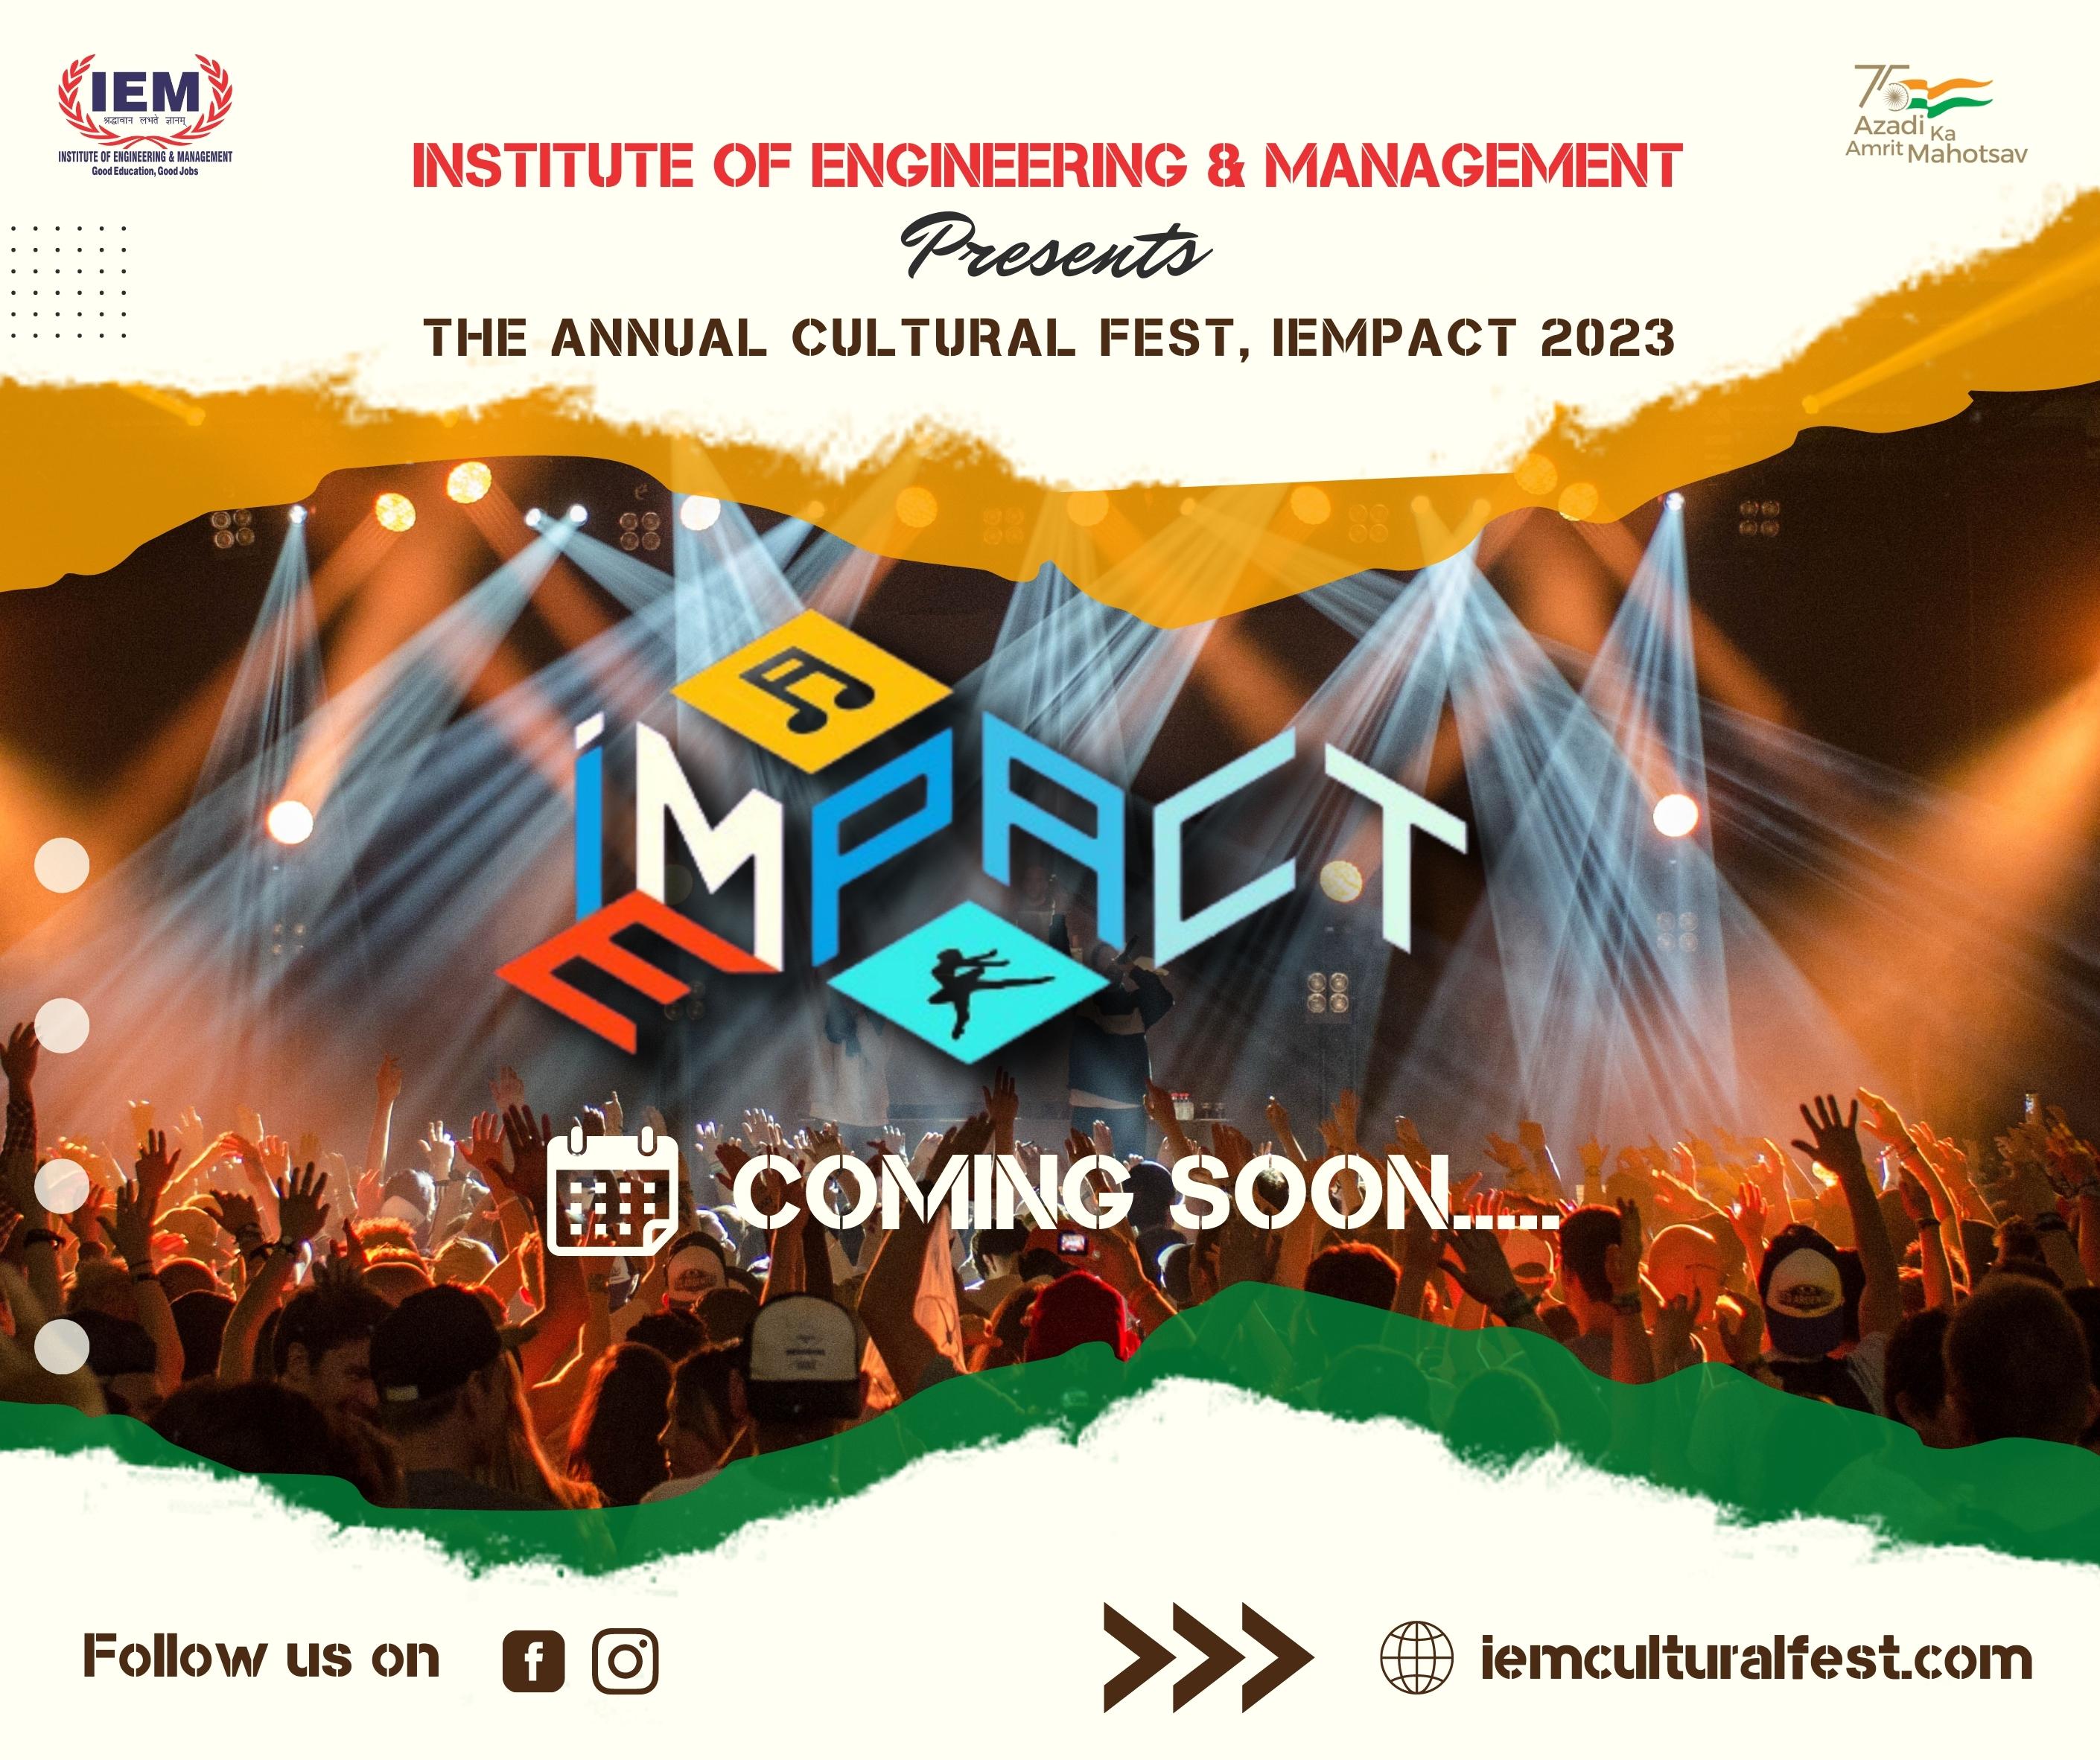 IEM
श्रद्धावान लभते ज्ञानम्
INSTITUTE OF ENGINEERING & MANAGEMENT
Good Education, Good Jobs
75
Azadi Ka
Amrit Mahotsav
INSTITUTE OF ENGINEERING & MANAGEMENT
Presents
THE ANNUAL CULTURAL FEST, IEMPACT 2023
iEMPACT
COMING SOON.....
Follow us on
iemculturalfest.com